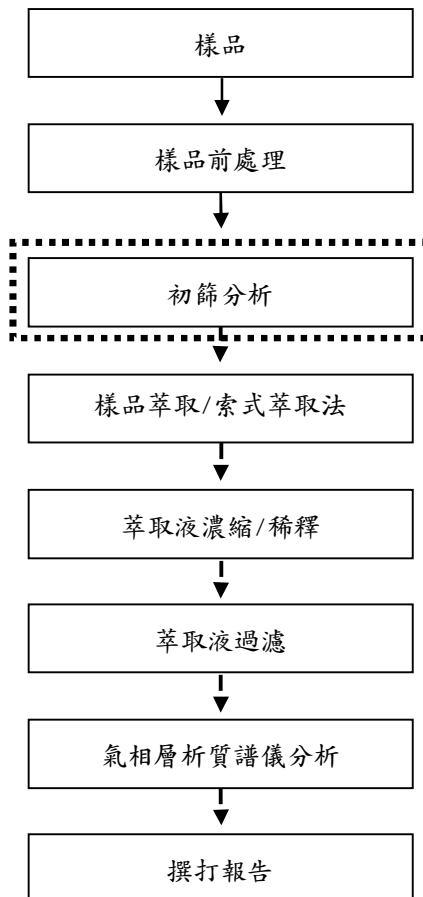 樣品
樣品前處理
初篩分析
樣品萃取/索式萃取法
萃取液濃縮/稀釋
萃取液過濾
氣相層析質譜儀分析
撰打報告